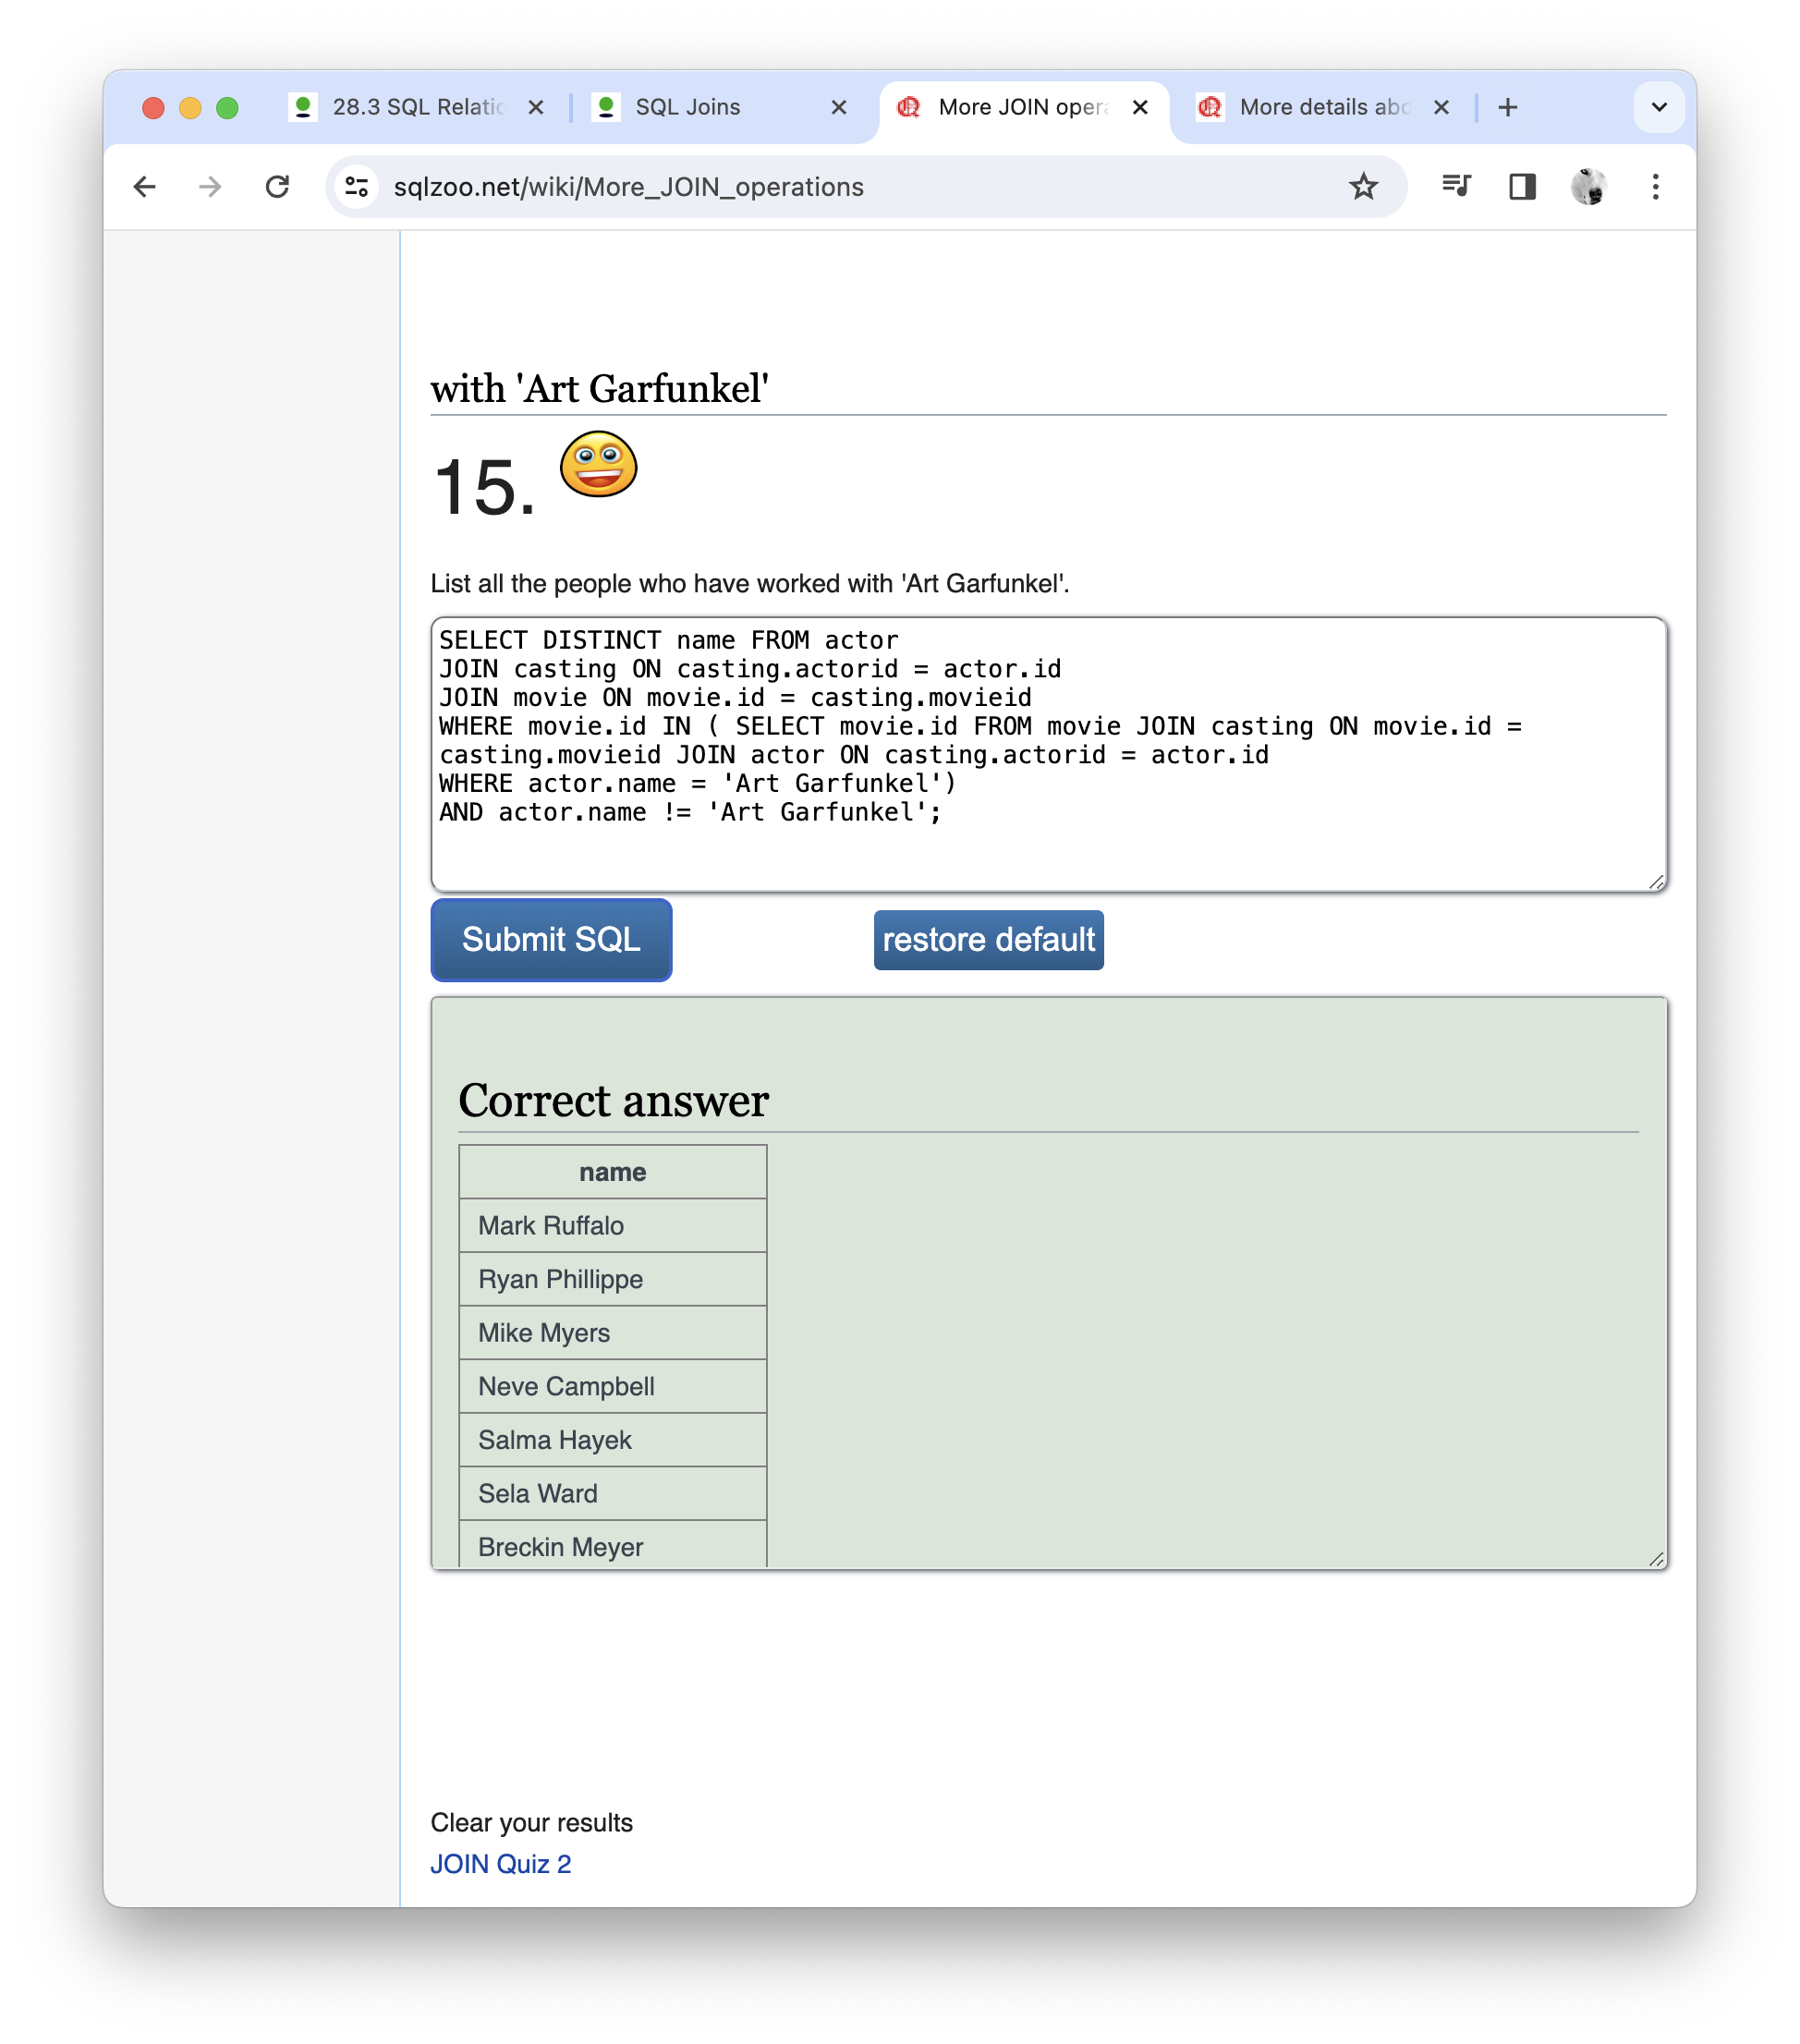 28.3 SQL Relatio
SQL Joins
More JOIN opera
More details abo
sqlzoo.net/wiki/More_JOIN_operations
with 'Art Garfunkel'
15.
List all the people who have worked with 'Art Garfunkel'.
SELECT DISTINCT name FROM actor
JOIN casting ON casting.actorid = actor.id
JOIN movie ON movie.id = casting.movieid
WHERE movie.id IN ( SELECT movie.id FROM movie JOIN casting ON movie.id =
casting.movieid JOIN actor ON casting.actorid = actor.id
WHERE actor.name = 'Art Garfunkel')
AND actor.name != 'Art Garfunkel';
Submit SQL
restore default
Correct answer
name
Mark Ruffalo
Ryan Phillippe
Mike Myers
Neve Campbell
Salma Hayek
Sela Ward
Breckin Meyer
Clear your results
JOIN Quiz 2